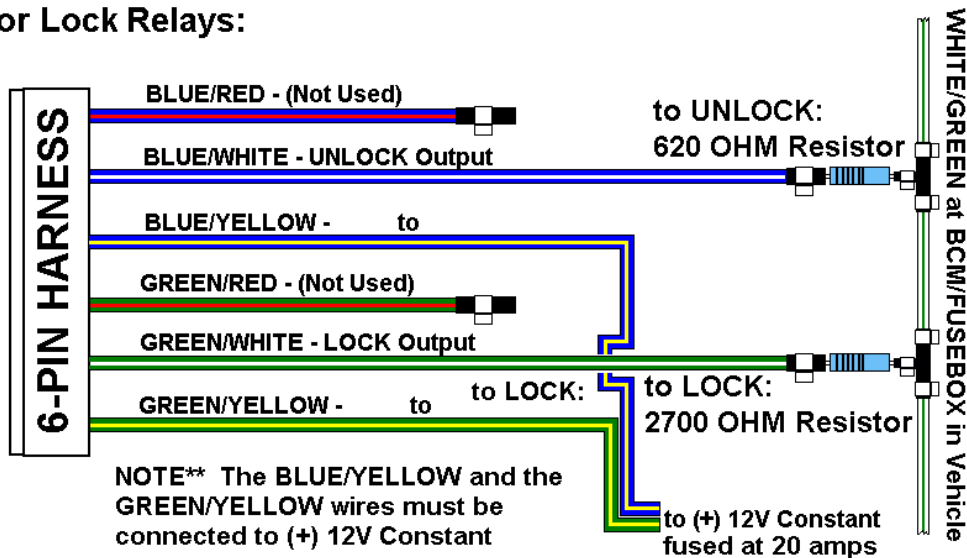 or Lock Relays:
6-PIN HARNESS
BLUE/RED - (Not Used)
BLUE/WHITE - UNLOCK Output
to UNLOCK:
620 OHM Resistor
BLUE/YELLOW - to
GREEN/RED - (Not Used)
GREEN/WHITE - LOCK Output
to LOCK:
to LOCK:
2700 OHM Resistor
GREEN/YELLOW - to
NOTE** The BLUE/YELLOW and the
GREEN/YELLOW wires must be
connected to (+) 12V Constant
to (+) 12V Constant
fused at 20 amps
WHITE/GREEN at BCM/FUSEBOX in Vehicle